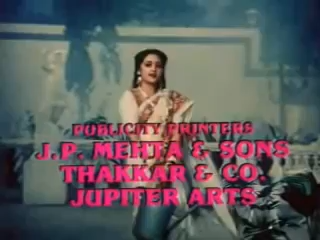 PUBLICITY PRINTERS
J.P. MEHTA & SONS
THAKKAR & CO.
JUPITER ARTS